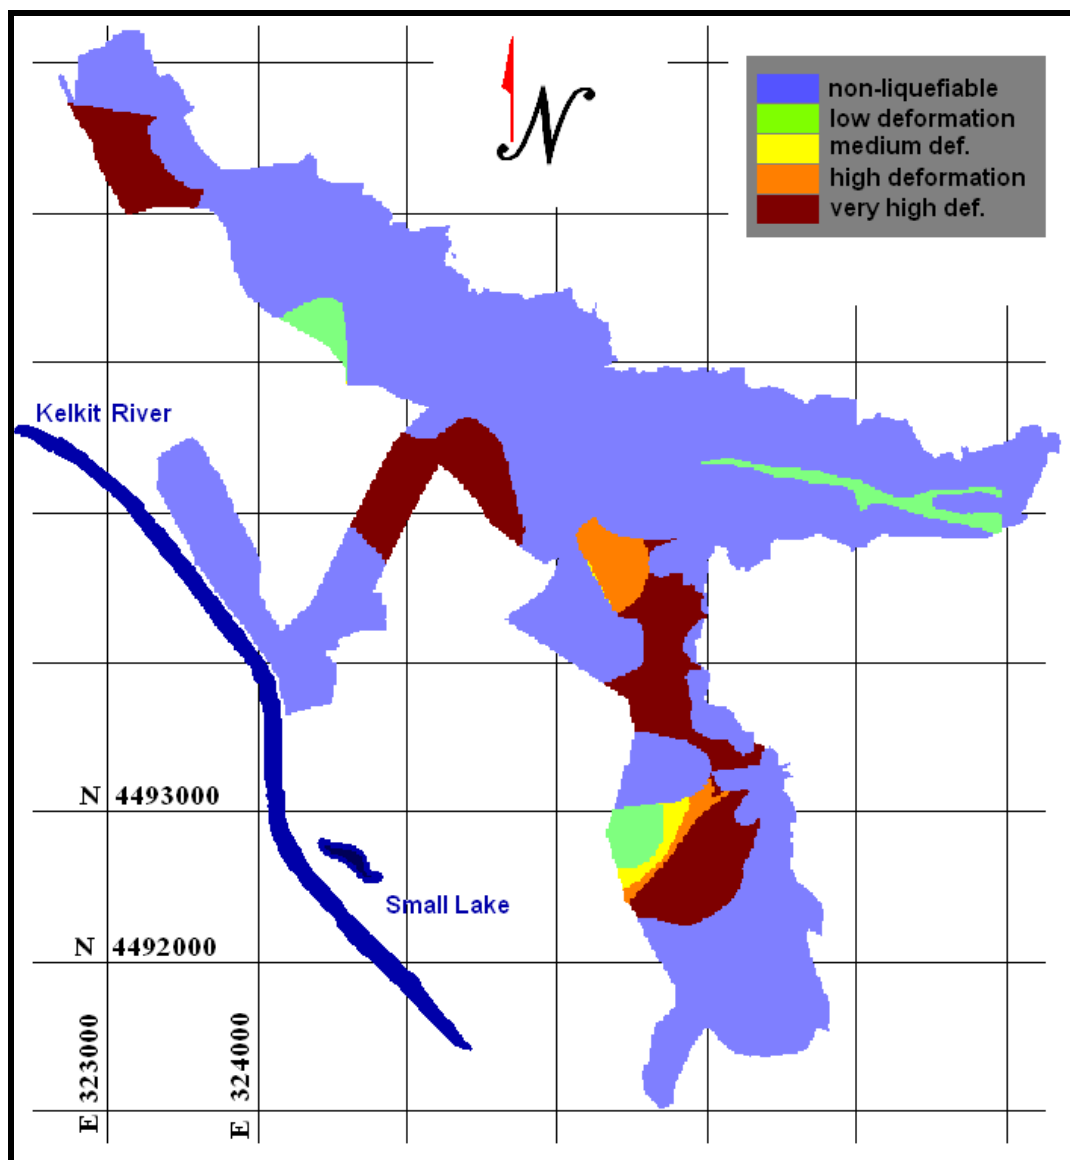 N
non-liquefiable
low deformation
medium def.
high deformation
very high def.
Kelkit River
N 4493000
Small Lake
N 4492000
E 323000
E 324000